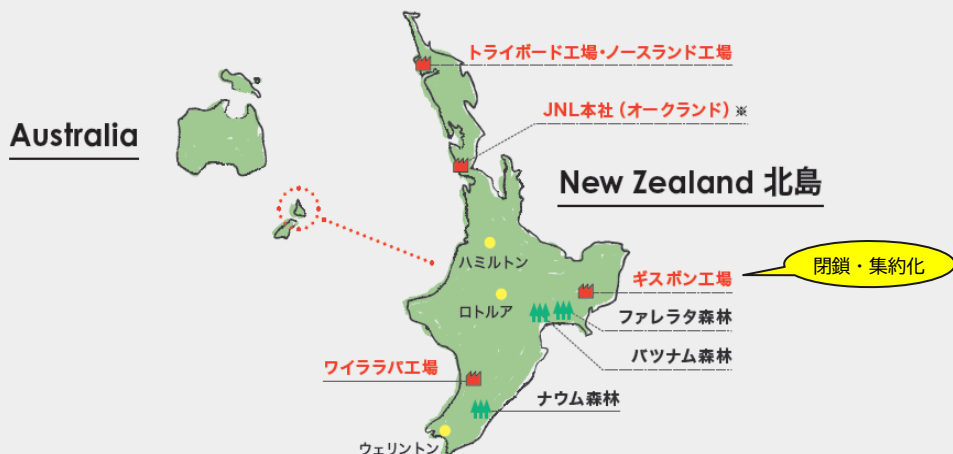 トライボード工場・ノースランド工場
JNL本社（オークランド）※
Australia
New Zealand 北島
ハミルトン
閉鎖・集約化
ギスボン工場
ロトルア
ファレラタ森林
パツナム森林
ワイララパ工場
ナウム森林
ウェリントン